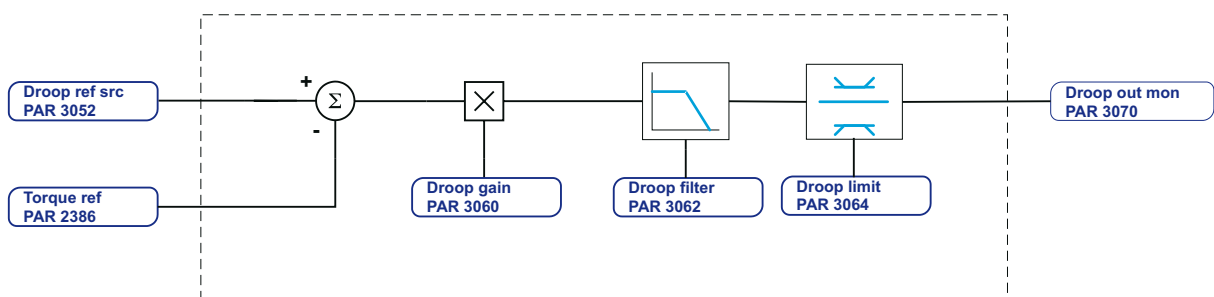 Droop ref src
PAR 3052
+
Σ
-
Torque ref
PAR 2386
Droop gain
PAR 3060
Droop filter
PAR 3062
Droop limit
PAR 3064
Droop out mon
PAR 3070